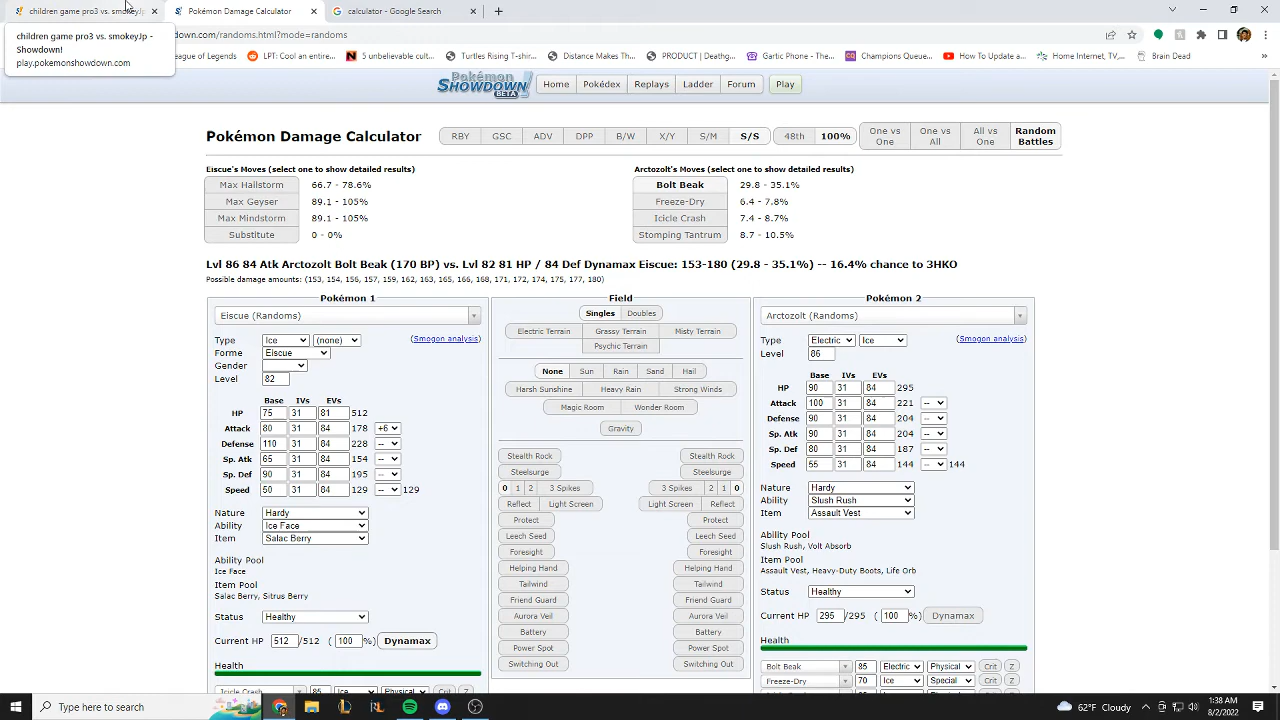 children game pro3 vs. smokeyJp
Pokémon Damage Calculator
calculator - Google Search
children game pro3 vs. smokeyJp -
Showdown!
play.pokemonshowdown.com
down.com/randoms.html?mode=randoms
eague of Legends
LPT: Cooking an ent...
5 unbelievable cult...
Turtles Rising T-shirt...
Distance Makes Th...
PRODUCT | Deathg...
Gartic Phone - The...
Home Internet, TV,...
How To Update You...
Brain Dead
POKÉMON SHOWDOWN BETA
Home Pokédex Replays Ladder Forum Play
Pokémon Damage Calculator
RBY GSC ADV DPP B/W X/Y S/M S/S 48th 100%
One vs One
One vs All
All vs One
Random Battles
Eiscue's Moves (select one to show detailed results)
Max Hailstorm 66.7 - 78.6%
Max Geyser 89.1 - 105%
Max Mindstorm 89.1 - 105%
Substitute 0 - 0%
Arctozolt's Moves (select one to show detailed results)
Bolt Beak 29.8 - 35.1%
Freeze-Dry 6.4 - 7.8%
Icicle Crash 7.4 - 8.7%
Stomping Tantrum 8.7 - 10.5%
Lvl 86 84 Atk Arctozolt Bolt Beak (170 BP) vs. Lvl 82 81 HP / 84 Def Dynamax Eiscue: 153-180 (29.8 - 35.1%) -- 16.4% chance to 3HKO
Possible damage amounts: (153, 154, 156, 157, 159, 162, 163, 165, 166, 168, 171, 172, 174, 175, 177, 180)
Pokémon 1
Eiscue (Randoms)
Type Ice (none) (Smogon analysis)
Forme Eiscue
Gender
Level 82
Base IVs EVs
HP 75 31 81 512
Attack 80 31 84 178 +6
Defense 110 31 84 228 --
Sp. Atk 65 31 84 154 --
Sp. Def 90 31 84 195 --
Speed 50 31 84 129 -- 129
Nature Hardy
Ability Ice Face
Item Salac Berry
Ability Pool
Ice Face
Item Pool
Salac Berry, Sitrus Berry
Status Healthy
Current HP 512 /512 ( 100 %) Dynamax
Health
Icicle Crash 85 Ice Physical Crit Z
Field
Singles Doubles
Electric Terrain Grassy Terrain Misty Terrain
Psychic Terrain
None Sun Rain Sand Hail
Harsh Sunshine Heavy Rain Strong Winds
Magic Room Wonder Room
Gravity
Stealth Rock Stealth Rock
Steelsurge Steelsurge
0 1 2 3 Spikes 3 Spikes 2 1 0
Reflect Light Screen Light Screen Reflect
Protect Protect
Leech Seed Leech Seed
Foresight Foresight
Helping Hand Helping Hand
Tailwind Tailwind
Friend Guard Friend Guard
Aurora Veil Aurora Veil
Battery Battery
Power Spot Power Spot
Switching Out Switching Out
Pokémon 2
Arctozolt (Randoms)
Type Electric Ice (Smogon analysis)
Level 86
Base IVs EVs
HP 90 31 84 295
Attack 100 31 84 221 --
Defense 90 31 84 204 --
Sp. Atk 90 31 84 204 --
Sp. Def 80 31 84 187 --
Speed 55 31 84 144 -- 144
Nature Hardy
Ability Slush Rush
Item Assault Vest
Ability Pool
Slush Rush, Volt Absorb
Item Pool
Assault Vest, Heavy-Duty Boots, Life Orb
Status Healthy
Current HP 295 /295 ( 100 %) Dynamax
Health
Bolt Beak 85 Electric Physical Crit Z
Freeze-Dry 70 Ice Special Crit Z
Type here to search
62°F Cloudy
1:38 AM
8/2/2022